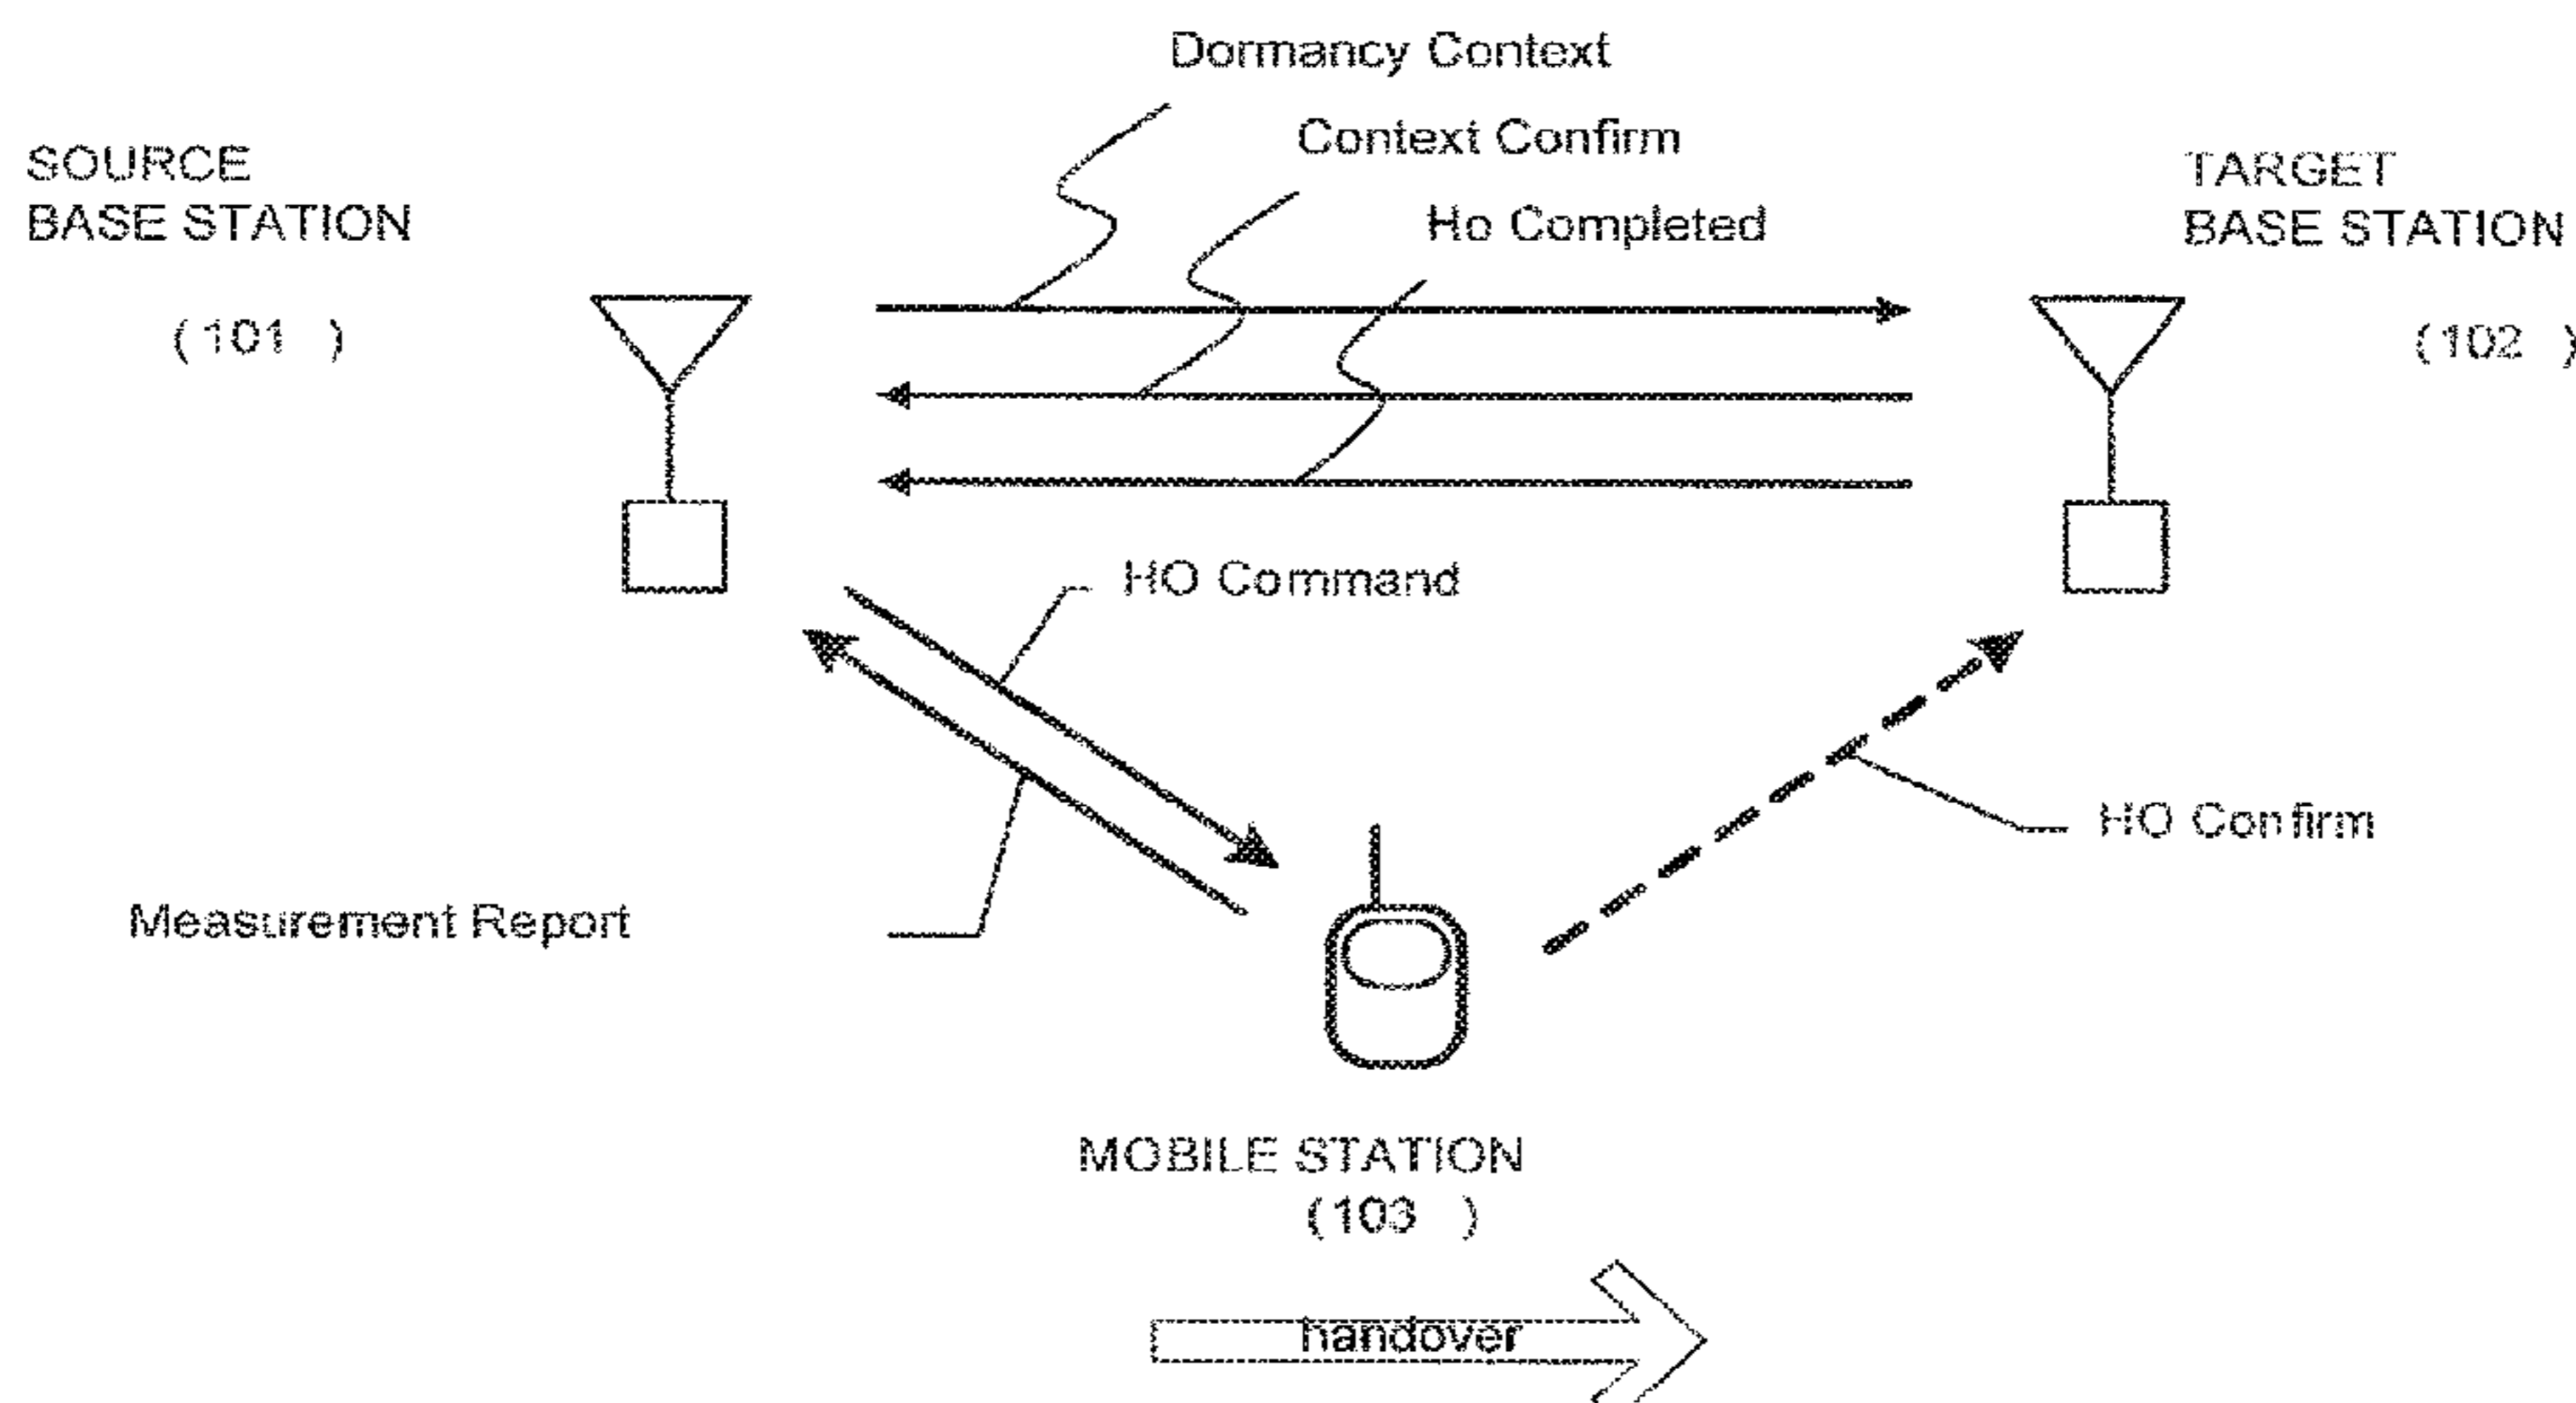 Dormancy Context
Context Confirm
Ho Completed
SOURCE
BASE STATION
(101 )
TARGET
BASE STATION
(102 )
HO Command
HO Confirm
Measurement Report
MOBILE STATION
(103 )
handover